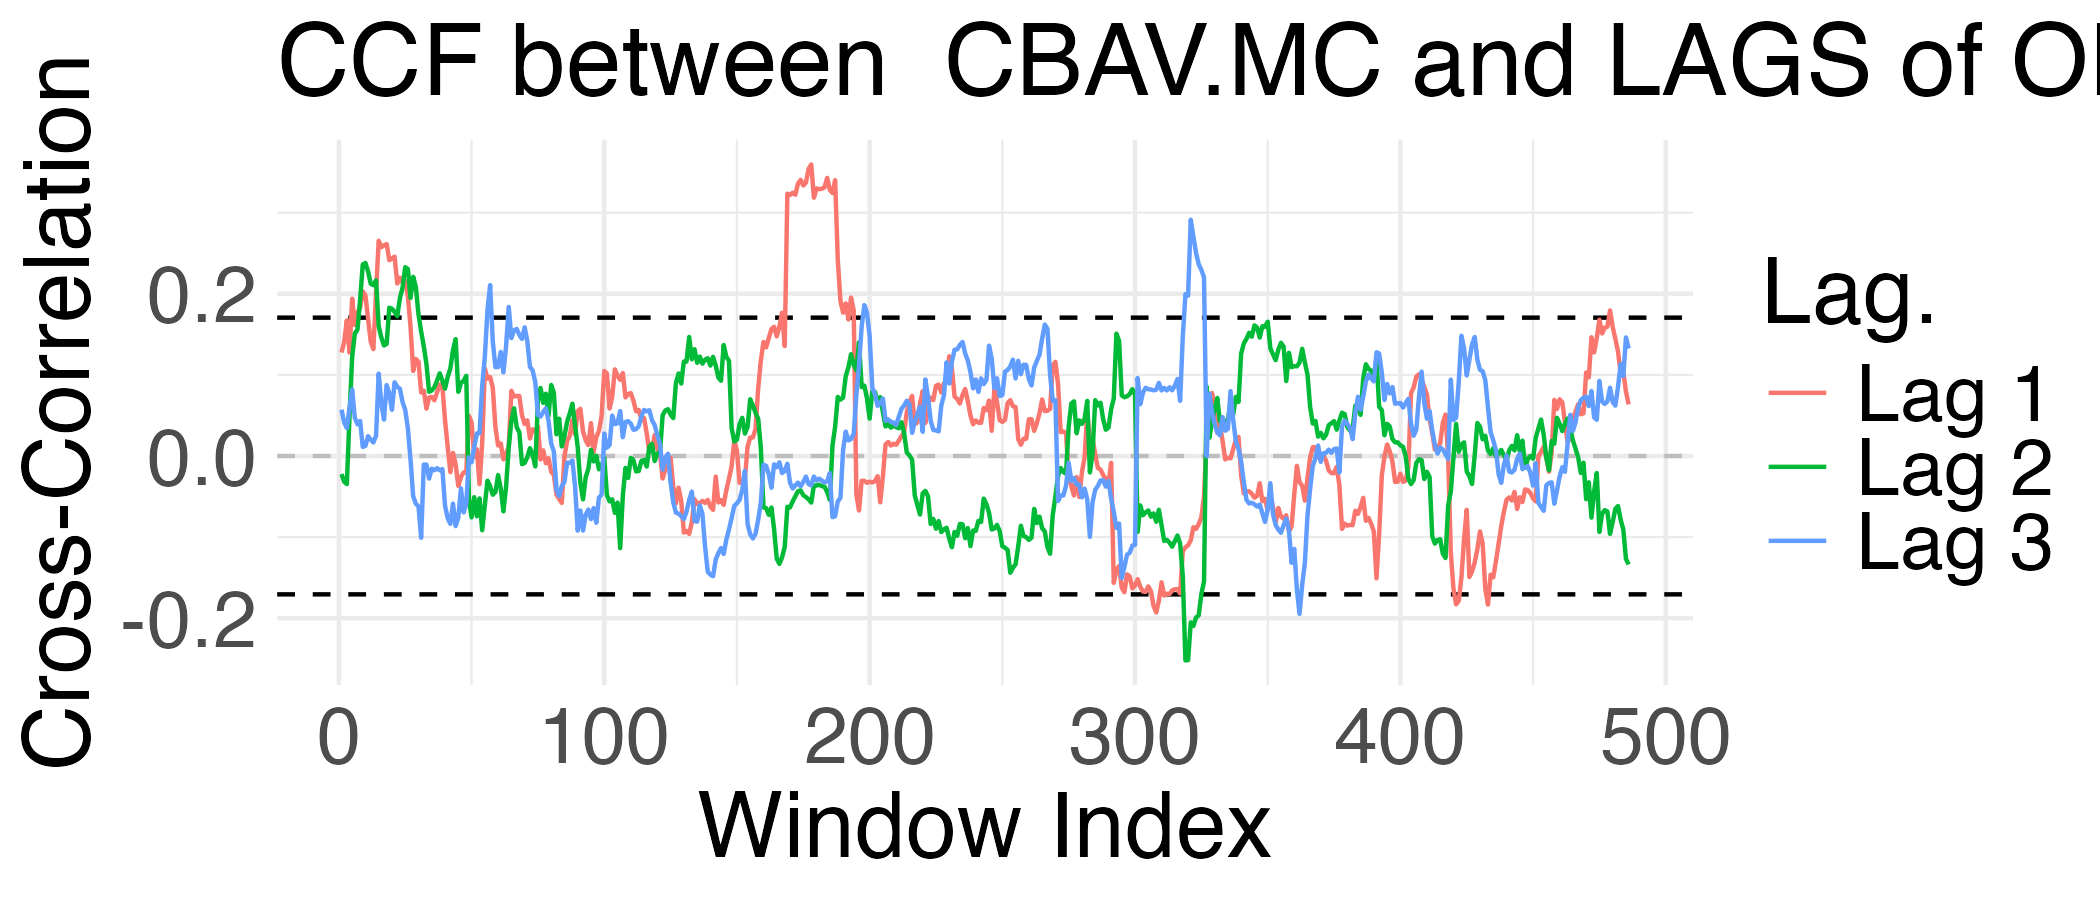 CCF between  CBAV.MC and LAGS of
Cross-Correlation
0.2
0.0
-0.2
0 100 200 300 400 500
Window Index
Lag.
Lag 1
Lag 2
Lag 3